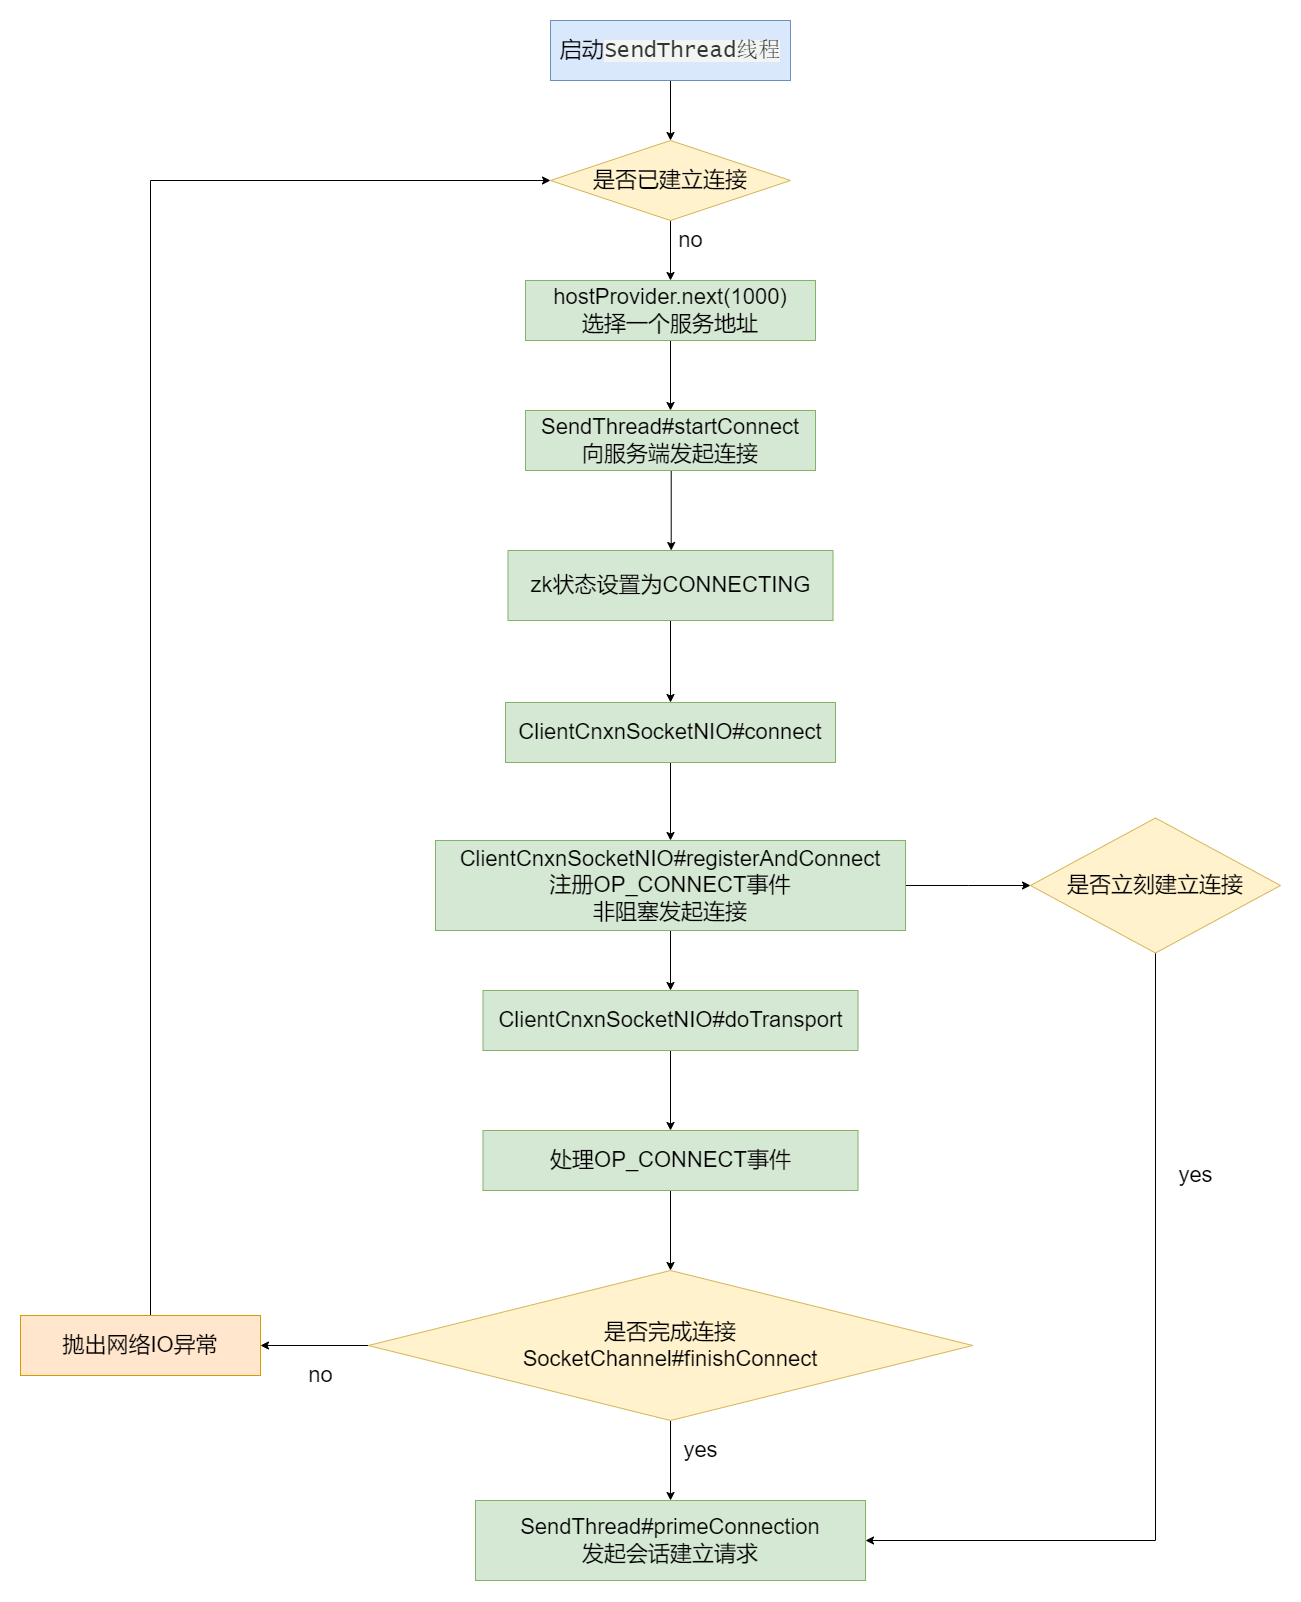 启动SendThread线程
是否已建立连接
no
hostProvider.next(1000)
选择一个服务地址
SendThread#startConnect
向服务端发起连接
zk状态设置为CONNECTING
ClientCnxnSocketNIO#connect
ClientCnxnSocketNIO#registerAndConnect
注册OP_CONNECT事件
非阻塞发起连接
是否立刻建立连接
ClientCnxnSocketNIO#doTransport
处理OP_CONNECT事件
yes
是否完成连接
SocketChannel#finishConnect
抛出网络IO异常
no
yes
SendThread#primeConnection
发起会话建立请求